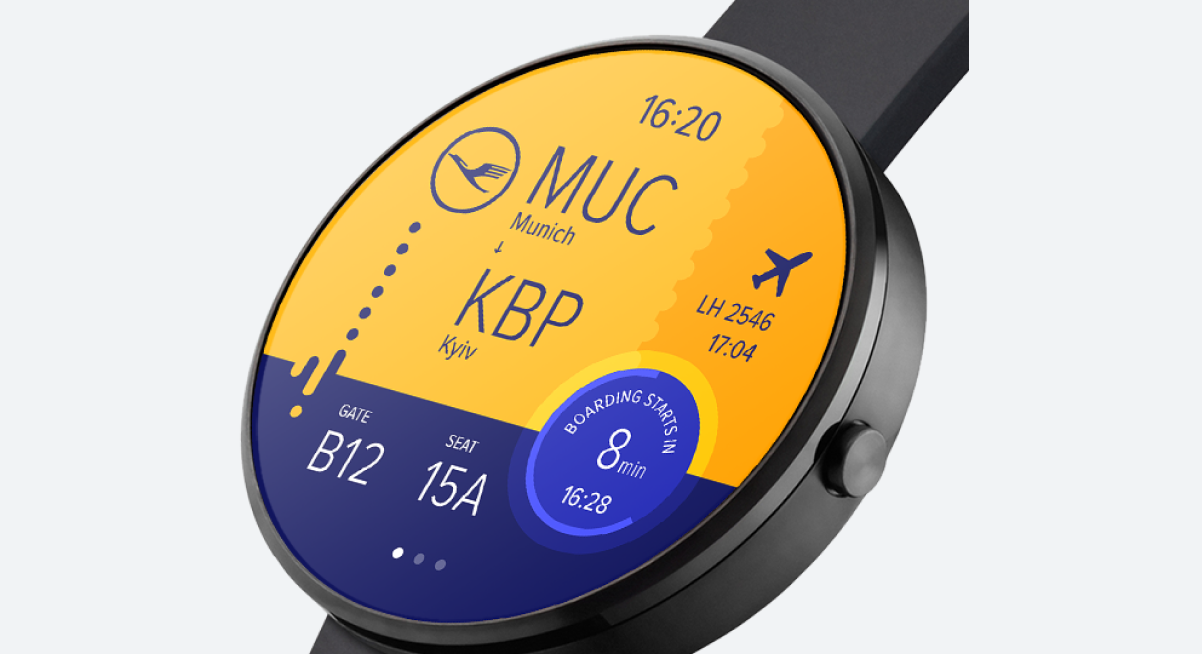 16:20
MUC
Munich
↓
KBP
Kyiv
LH 2546
17:04
GATE
B12
SEAT
15A
BOARDING STARTS IN
8min
16:28